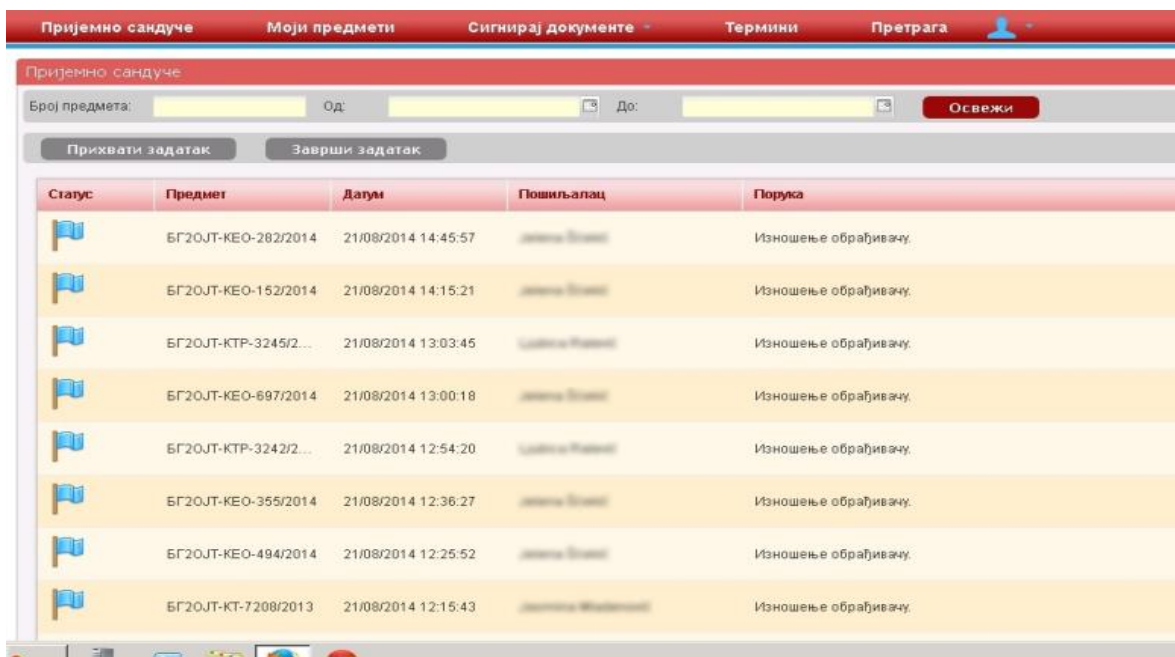 Пријемно сандуче Моји предмети Сигнирај документе Термини Претрага
Пријемно сандуче
Број предмета: Од: До: Освежи
Прихвати задатак Заврши задатак
Статус Предмет Датум Пошиљалац Порука
БГ2ОЈТ-КЕО-282/2014 21/08/2014 14:45:57 Изношење обрађивачу.
БГ2ОЈТ-КЕО-152/2014 21/08/2014 14:15:21 Изношење обрађивачу.
БГ2ОЈТ-КТР-3245/2... 21/08/2014 13:03:45 Изношење обрађивачу.
БГ2ОЈТ-КЕО-697/2014 21/08/2014 13:00:18 Изношење обрађивачу.
БГ2ОЈТ-КТР-3242/2... 21/08/2014 12:54:20 Изношење обрађивачу.
БГ2ОЈТ-КЕО-355/2014 21/08/2014 12:36:27 Изношење обрађивачу.
БГ2ОЈТ-КЕО-494/2014 21/08/2014 12:25:52 Изношење обрађивачу.
БГ2ОЈТ-КТ-7208/2013 21/08/2014 12:15:43 Изношење обрађивачу.